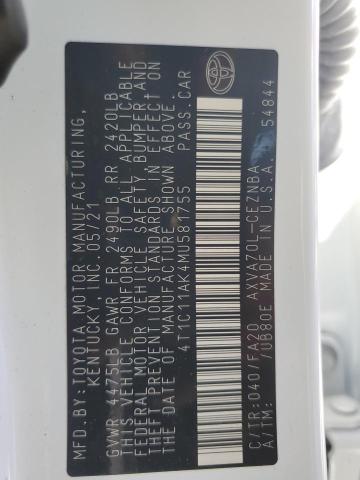 MFD.BY: TOYOTA MOTOR MANUFACTURING,
KENTUCKY, INC. 05/21
GVWR 4475LB GAWR FR 2490LB RR 2420LB
THIS VEHICLE CONFORMS TO ALL APPLICABLE
FEDERAL MOTOR VEHICLE SAFETY, BUMPER, AND
THEFT PREVENTION STANDARDS IN EFFECT ON
THE DATE OF MANUFACTURE SHOWN ABOVE.
4T1C11AK4MU581755 PASS.CAR
C/TR:040/FA20 AXVA70L-CEZNBA
A/TM: /UB80E MADE IN U.S.A. 54844